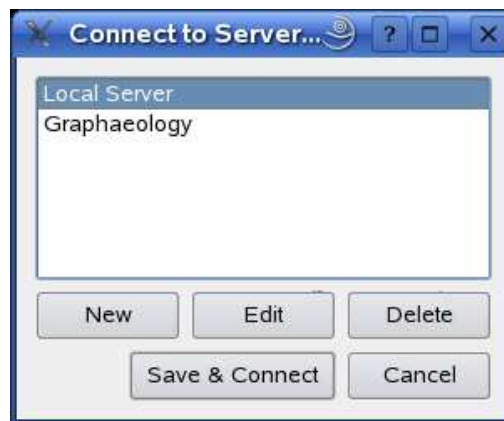 Connect to Server...
?
Local Server
Graphaeology
New Edit Delete
Save & Connect Cancel